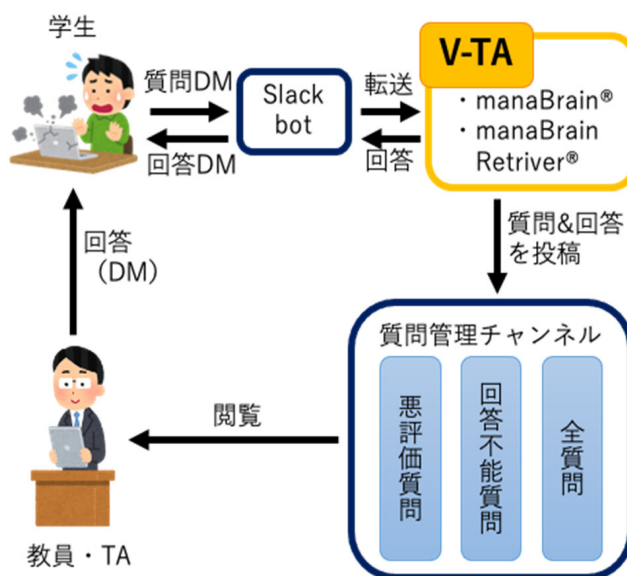 学生
質問DM
回答DM
Slack
bot
転送
回答
V-TA
・manaBrain®
・manaBrain
Retriver®
質問&回答
を投稿
回答
（DM）
質問管理チャンネル
悪評価質問
回答不能質問
全質問
閲覧
教員・TA